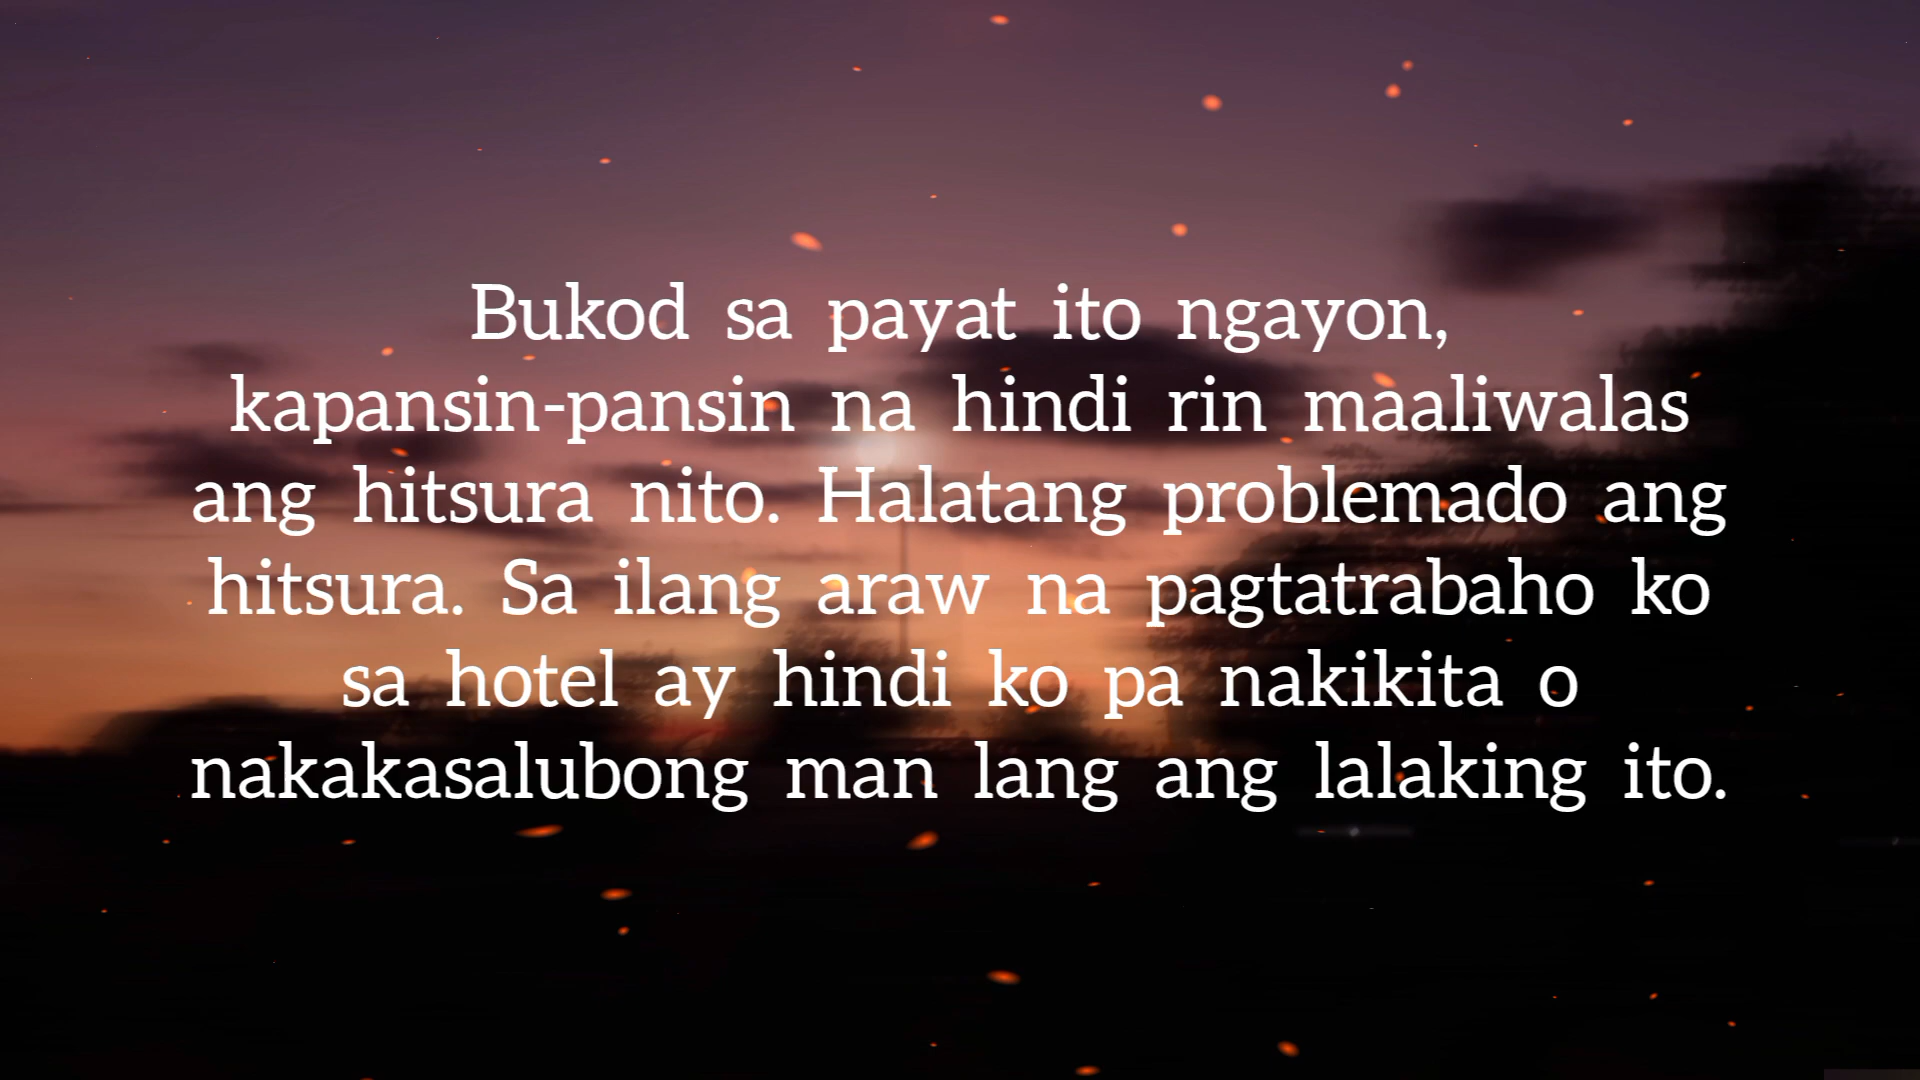 Bukod sa payat ito ngayon,
kapansin-pansin na hindi rin maaliwalas
ang hitsura nito. Halatang problemado ang
hitsura. Sa ilang araw na pagtatrabaho ko
sa hotel ay hindi ko pa nakikita o
nakakasalubong man lang ang lalaking ito.